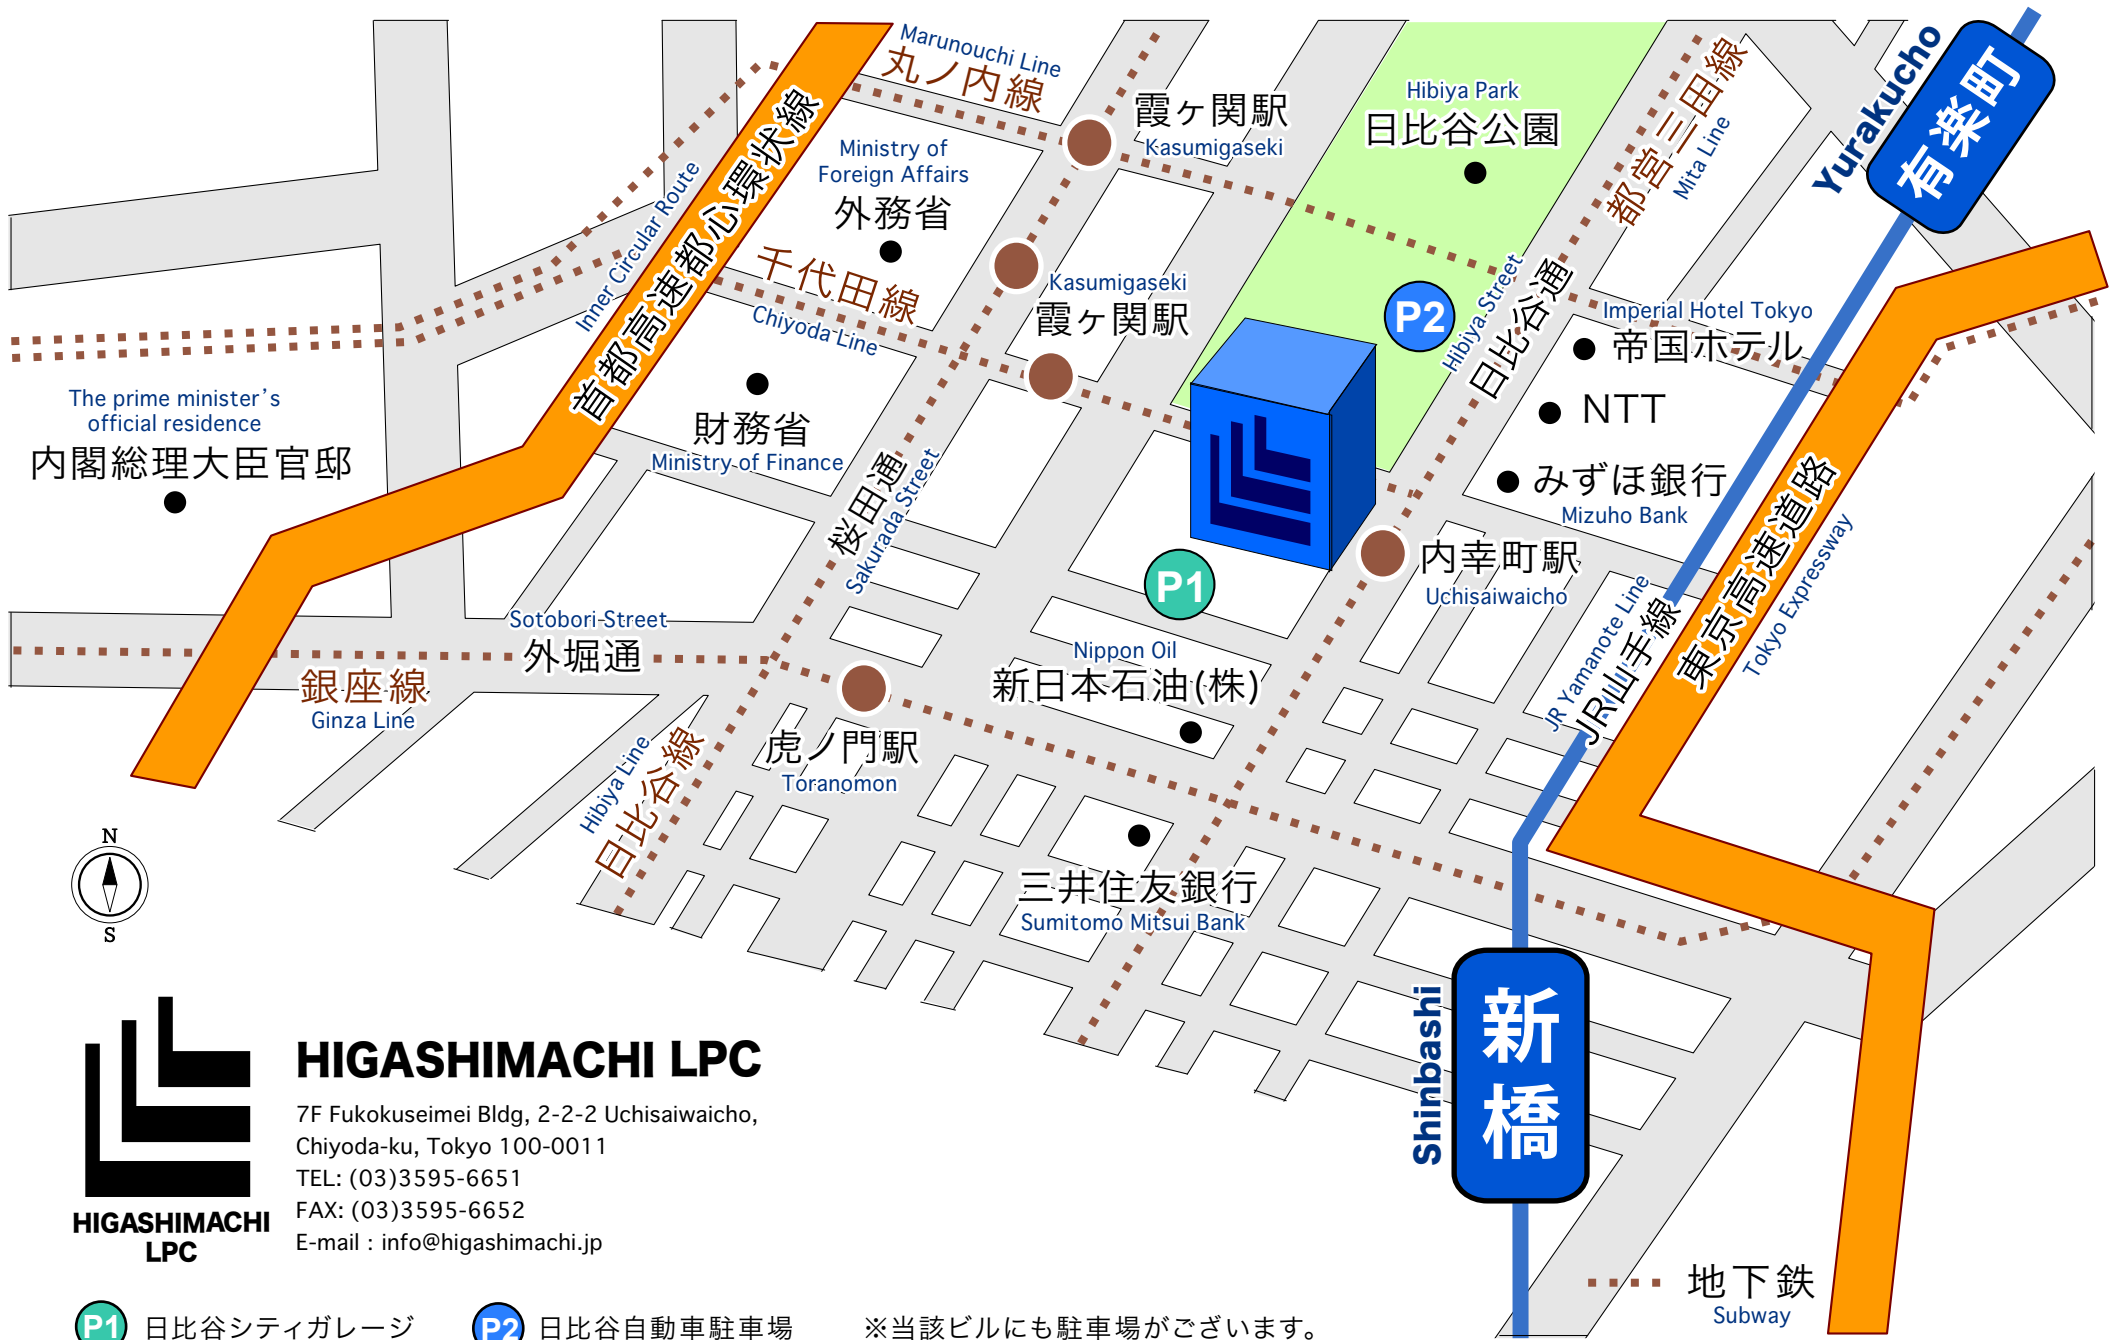 Marunouchi Line
丸ノ内線
霞ヶ関駅
Kasumigaseki
Hibiya Park
日比谷公園
都営三田線
Mita Line
Yurakucho
有楽町
Ministry of
Foreign Affairs
外務省
Inner Circular Route
首都高速都心環状線
千代田線
Chiyoda Line
Kasumigaseki
霞ヶ関駅
P2
Hibiya Street
日比谷通
Imperial Hotel Tokyo
帝国ホテル
NTT
みずほ銀行
Mizuho Bank
The prime minister's
official residence
内閣総理大臣官邸
財務省
Ministry of Finance
桜田通
Sakurada Street
P1
内幸町駅
Uchisaiwaicho
JR Yamanote Line
JR山手線
東京高速道路
Tokyo Expressway
Sotobori Street
外堀通
銀座線
Ginza Line
Nippon Oil
新日本石油(株)
虎ノ門駅
Toranomon
Hibiya Line
日比谷線
三井住友銀行
Sumitomo Mitsui Bank
N
S
Shinbashi
新橋
HIGASHIMACHI
LPC
HIGASHIMACHI LPC
7F Fukokuseimei Bldg, 2-2-2 Uchisaiwaicho,
Chiyoda-ku, Tokyo 100-0011
TEL: (03)3595-6651
FAX: (03)3595-6652
E-mail : info@higashimachi.jp
地下鉄
Subway
P1 日比谷シティガレージ
P2 日比谷自動車駐車場
※当該ビルにも駐車場がございます。